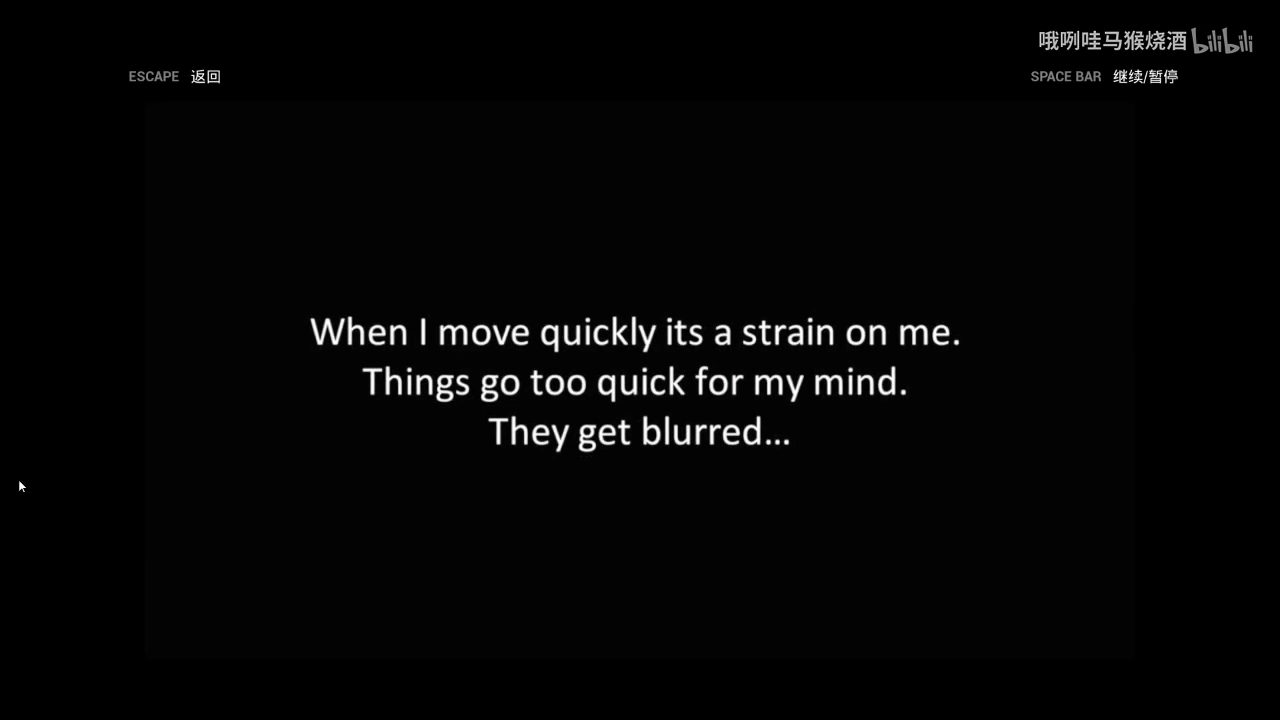 哦咧哇马猴烧酒 bilibili
ESCAPE 返回
SPACE BAR 继续/暂停
When I move quickly its a strain on me.
Things go too quick for my mind.
They get blurred...